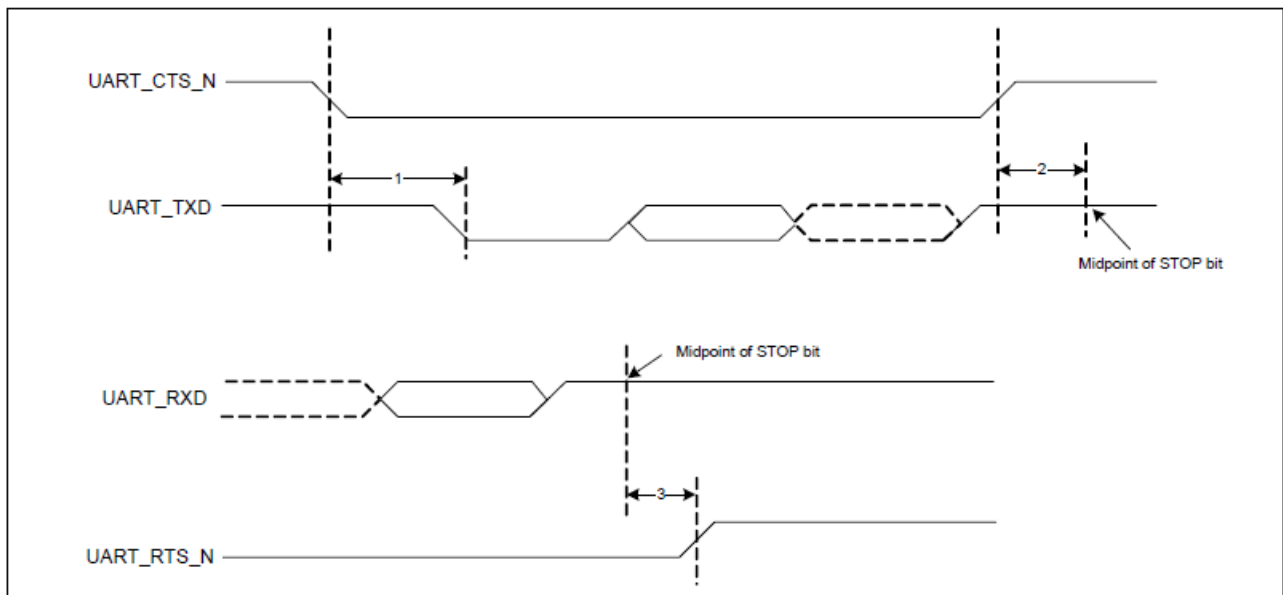 UART_CTS_N
1
2
UART_TXD
Midpoint of STOP bit
Midpoint of STOP bit
UART_RXD
3
UART_RTS_N